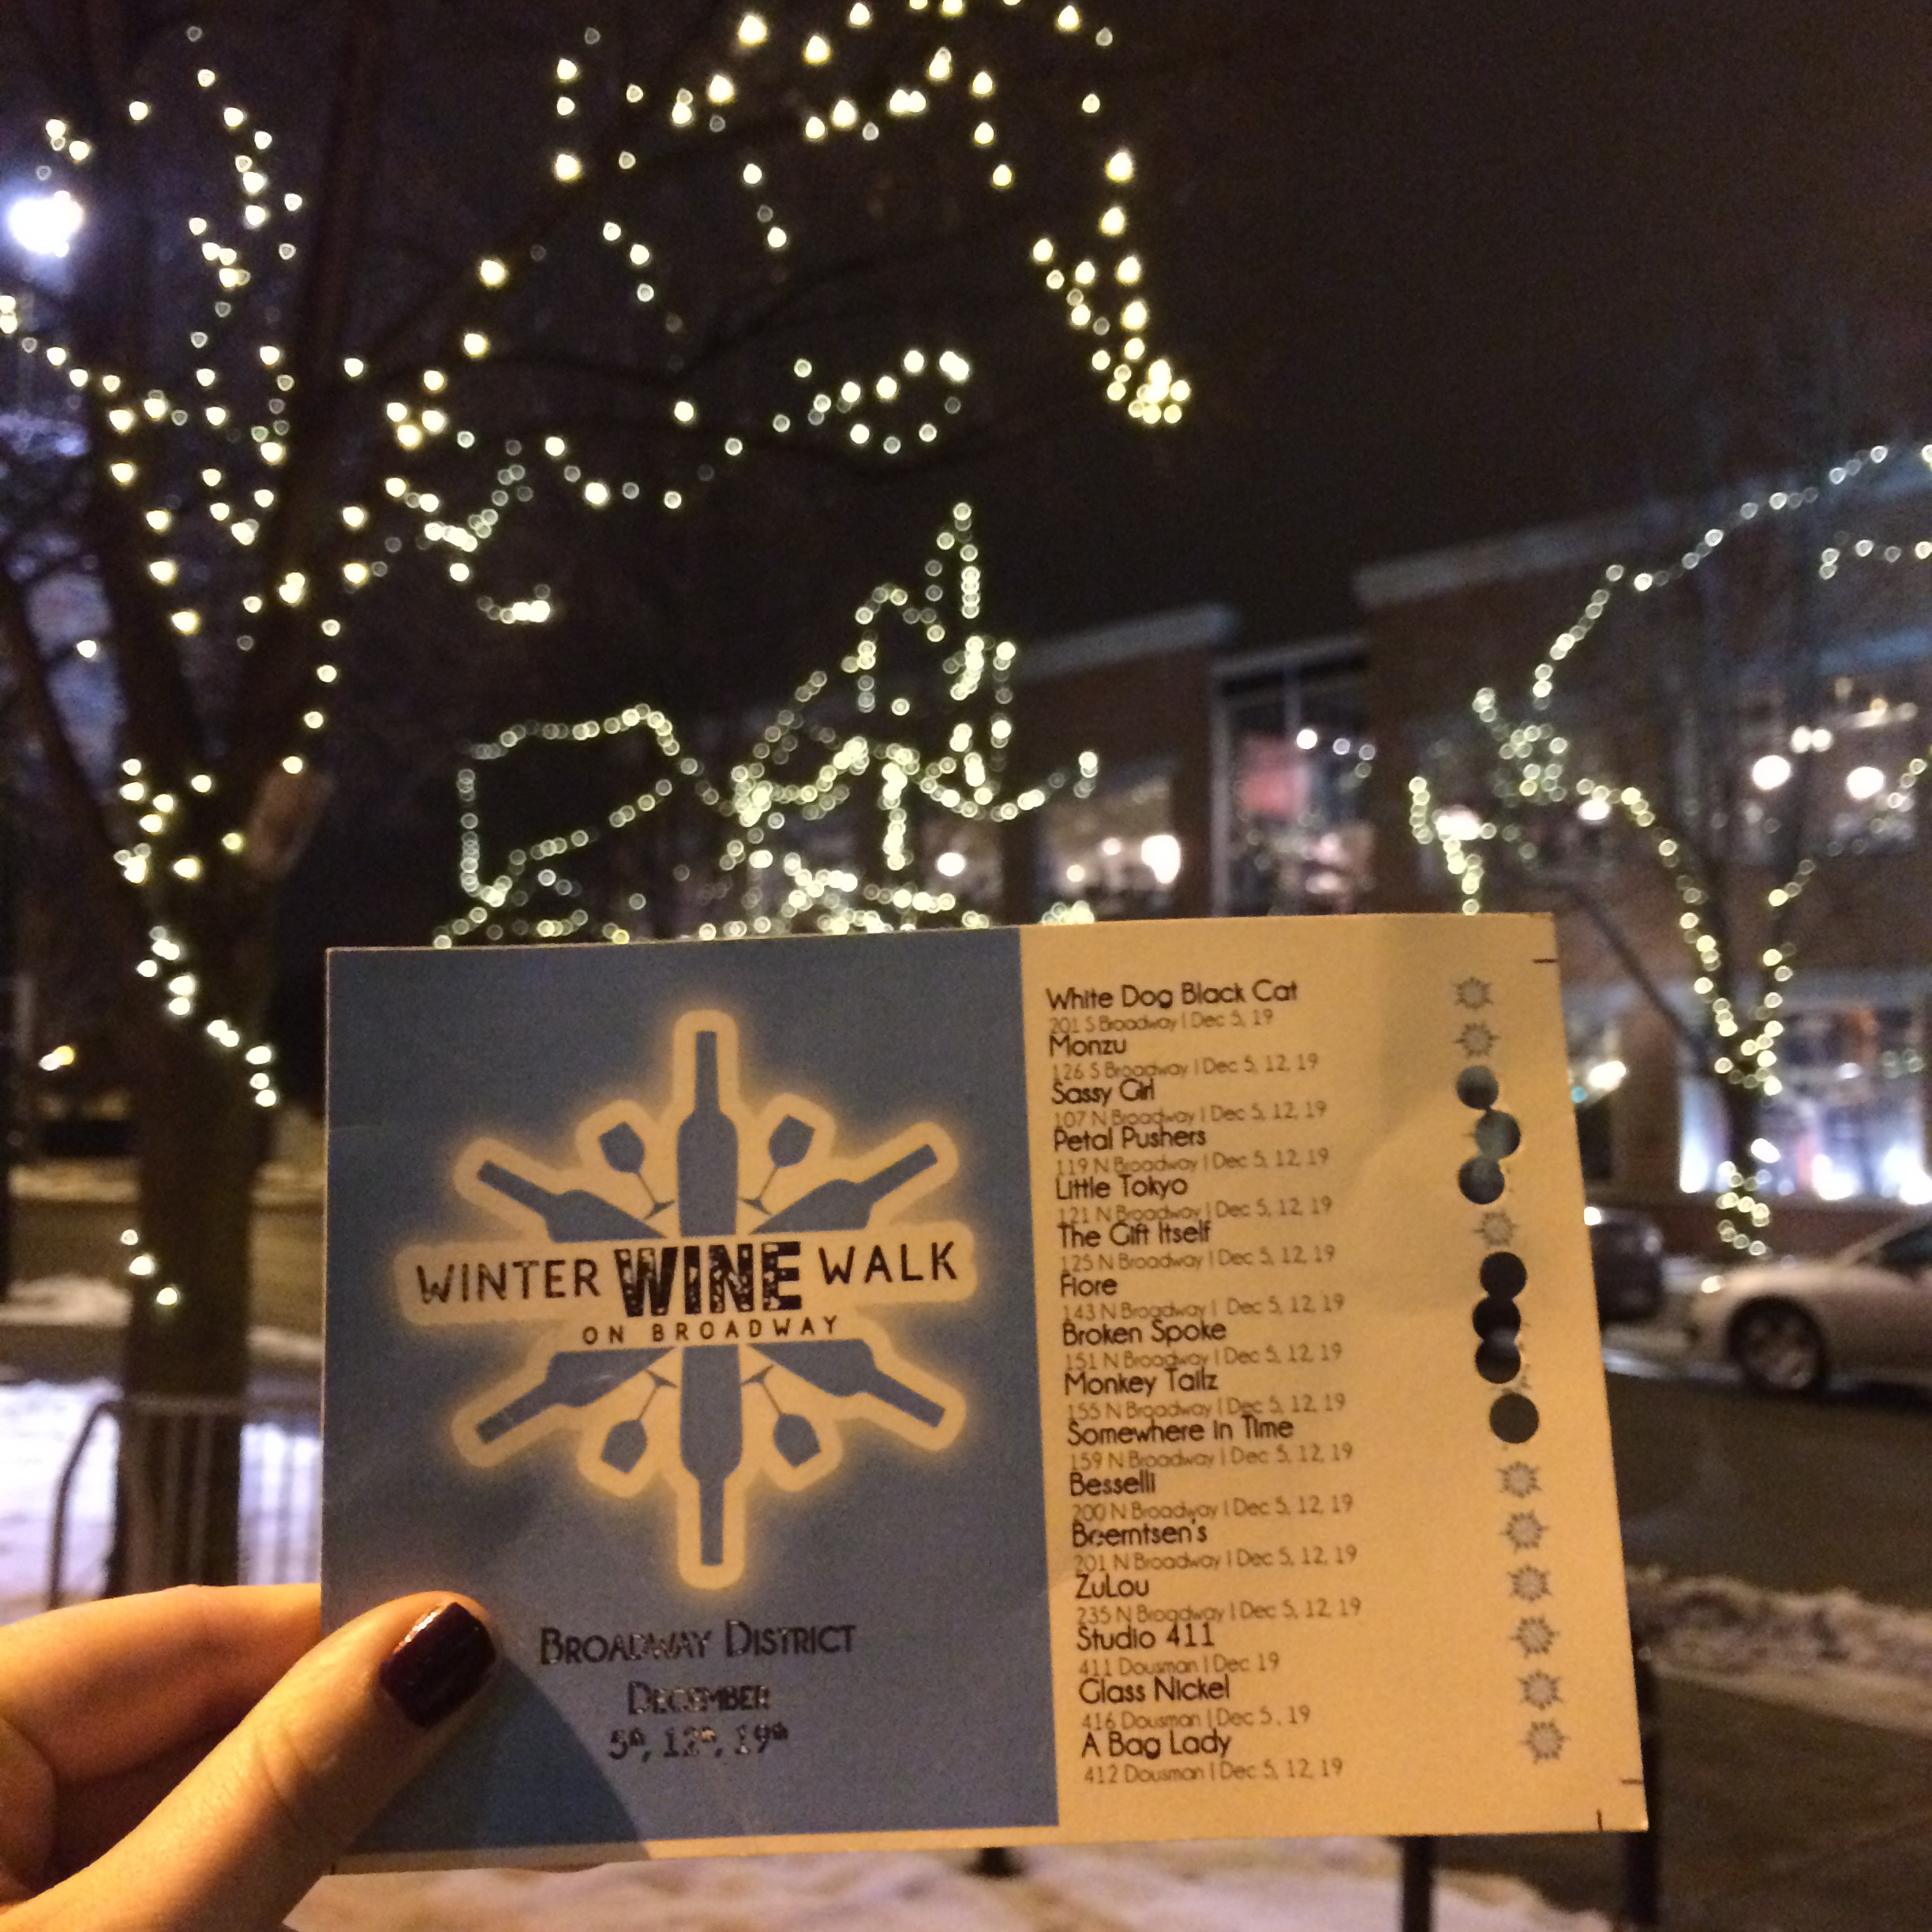 WINTER WINE WALK
ON BROADWAY
BROADWAY DISTRICT
DECEMBER
5th, 12th, 19th
White Dog Black Cat
201 S Broadway | Dec 5, 19
Monzu
126 S Broadway | Dec 5, 12, 19
Sassy Girl
107 N Broadway | Dec 5, 12, 19
Petal Pushers
119 N Broadway | Dec 5, 12, 19
Little Tokyo
121 N Broadway | Dec 5, 12, 19
The Gift Itself
125 N Broadway | Dec 5, 12, 19
Fiore
143 N Broadway | Dec 5, 12, 19
Broken Spoke
151 N Broadway | Dec 5, 12, 19
Monkey Tailz
155 N Broadway | Dec 5, 12, 19
Somewhere In Time
159 N Broadway | Dec 5, 12, 19
Besselli
200 N Broadway | Dec 5, 12, 19
Beerntsen's
201 N Broadway | Dec 5, 12, 19
ZuLou
235 N Broadway | Dec 5, 12, 19
Studio 411
411 Dousman | Dec 19
Glass Nickel
416 Dousman | Dec 5, 19
A Bag Lady
412 Dousman | Dec 5, 12, 19